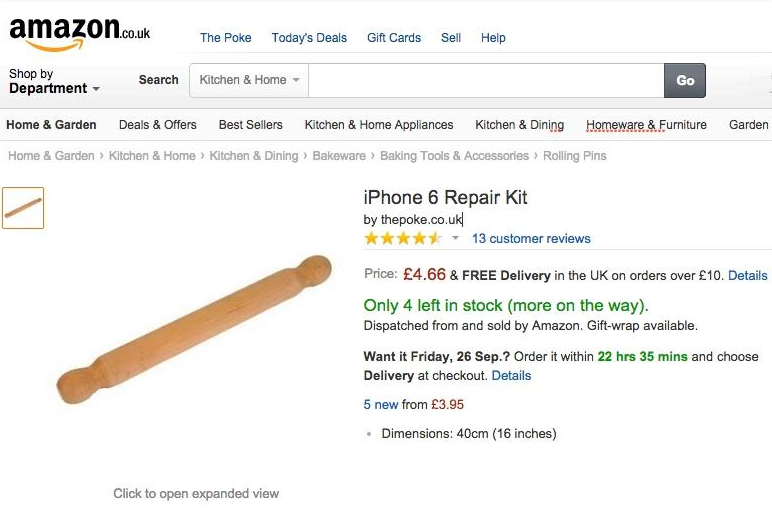 amazon.co.uk
The Poke Today's Deals Gift Cards Sell Help
Shop by
Department
Search Kitchen & Home Go
Home & Garden Deals & Offers Best Sellers Kitchen & Home Appliances Kitchen & Dining Homeware & Furniture Garden
Home & Garden › Kitchen & Home › Kitchen & Dining › Bakeware › Baking Tools & Accessories › Rolling Pins
iPhone 6 Repair Kit
by thepoke.co.uk
13 customer reviews
Price: £4.66 & FREE Delivery in the UK on orders over £10. Details
Only 4 left in stock (more on the way).
Dispatched from and sold by Amazon. Gift-wrap available.
Want it Friday, 26 Sep.? Order it within 22 hrs 35 mins and choose
Delivery at checkout. Details
5 new from £3.95
• Dimensions: 40cm (16 inches)
Click to open expanded view